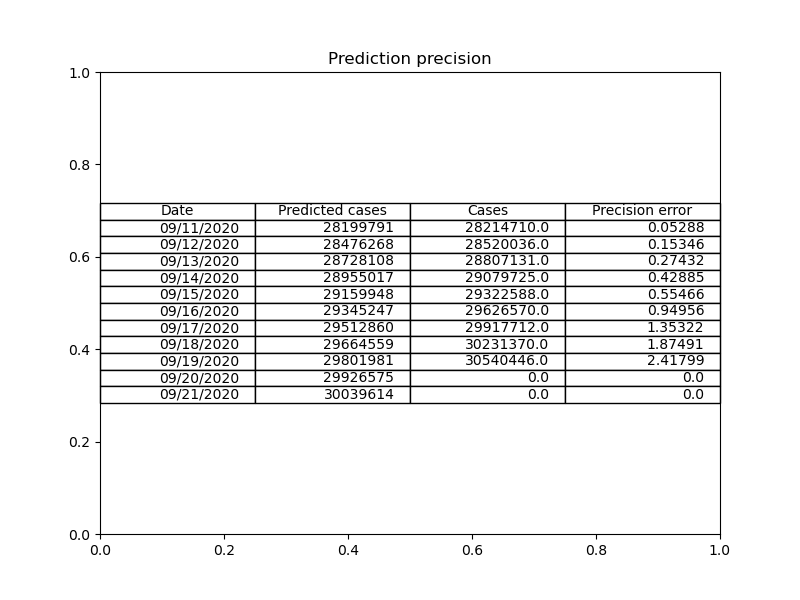 Prediction precision
1.0
0.8
Date Predicted cases Cases Precision error
09/11/2020 28199791 28214710.0 0.05288
09/12/2020 28476268 28520036.0 0.15346
0.6
09/13/2020 28728108 28807131.0 0.27432
09/14/2020 28955017 29079725.0 0.42885
09/15/2020 29159948 29322588.0 0.55466
09/16/2020 29345247 29626570.0 0.94956
09/17/2020 29512860 29917712.0 1.35322
0.4
09/18/2020 29664559 30231370.0 1.87491
09/19/2020 29801981 30540446.0 2.41799
09/20/2020 29926575 0.0 0.0
09/21/2020 30039614 0.0 0.0
0.2
0.0
0.0 0.2 0.4 0.6 0.8 1.0